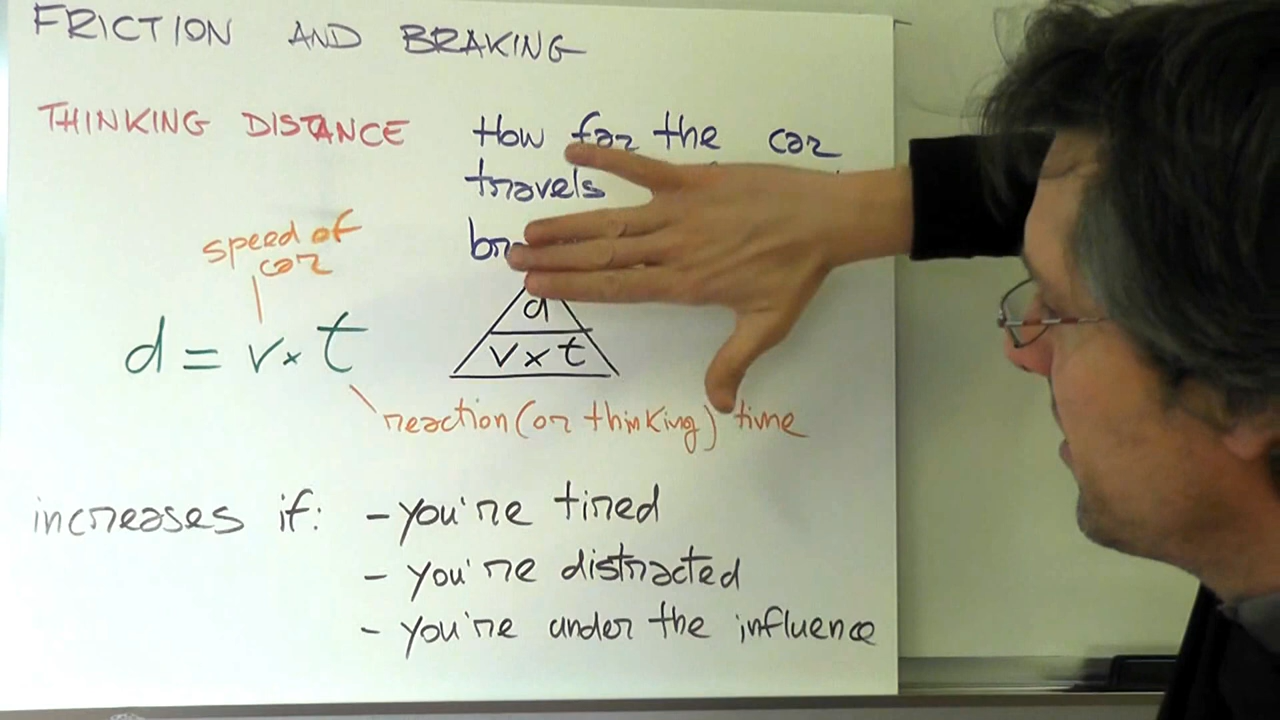 FRICTION AND BRAKING
THINKING DISTANCE
How far the car
travels
speed of
car
d = v × t
d
v × t
reaction (or thinking) time
increases if: - you're tired
- you're distracted
- you're under the influence